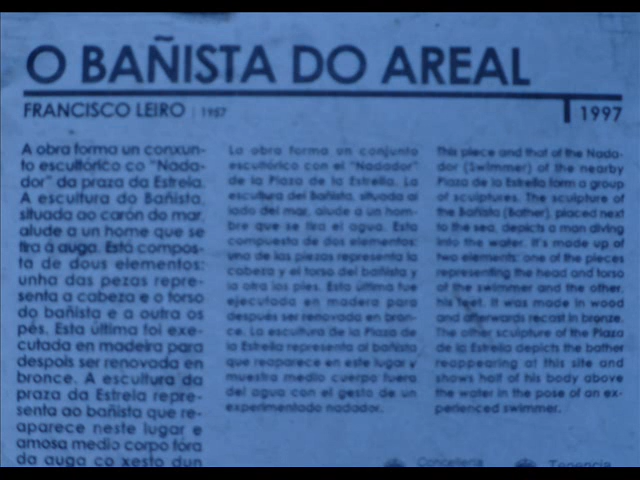 O BAÑISTA DO AREAL
FRANCISCO LEIRO | 1957
1997
A obra forma un conxun-
to escultórico co "Nada-
dor" da praza da Estrela.
A escultura do Bañista,
situada ao carón do mar,
alude a un home que se
tira á auga. Está compos-
ta de dous elementos:
unha das pezas repre-
senta a cabeza e o torso
do bañista e a outra os
pés. Esta última foi exe-
cutada en madeira para
despois ser renovada en
bronce. A escultura da
praza da Estrela repre-
senta ao bañista que re-
aparece neste lugar e
amosa medio corpo fóra
da auga co xesto dun
La obra forma un conjunto
escultórico con el "Nadador"
de la Plaza de la Estrella. La
escultura del Bañista, situada al
lado del mar, alude a un hom-
bre que se tira el agua. Está
compuesta de dos elementos:
una de las piezas representa la
cabeza y el torso del bañista y
la otra los pies. Esta última fue
ejecutada en madera para
después ser renovada en bron-
ce. La escultura de la Plaza de
la Estrella representa al bañista
que reaparece en este lugar y
muestra medio cuerpo fuera
del agua con el gesto de un
experimentado nadador.
This piece and that of the Nada-
dor (Swimmer) of the nearby
Plaza de la Estrella form a group
of sculptures. The sculpture of
the Bañista (Bather), placed next
to the sea, depicts a man diving
into the water. It's made up of
two elements: one of the pieces
representing the head and torso
of the swimmer and the other,
his feet. It was made in wood
and afterwards recast in bronze.
The other sculpture of the Plaza
de la Estrella depicts the bather
reappearing at this site and
shows half of his body above
the water in the pose of an ex-
perienced swimmer.
Concellería
Tenencia